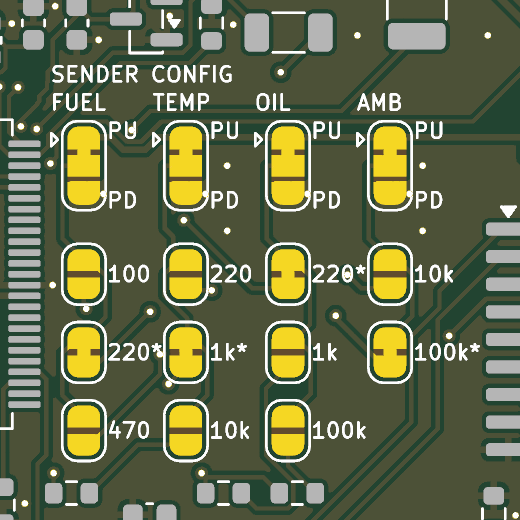 SENDER CONFIG
FUEL TEMP OIL AMB
PU PU PU PU
PD PD PD PD
100 220 220* 10k
220* 1k* 1k 100k*
470 10k 100k